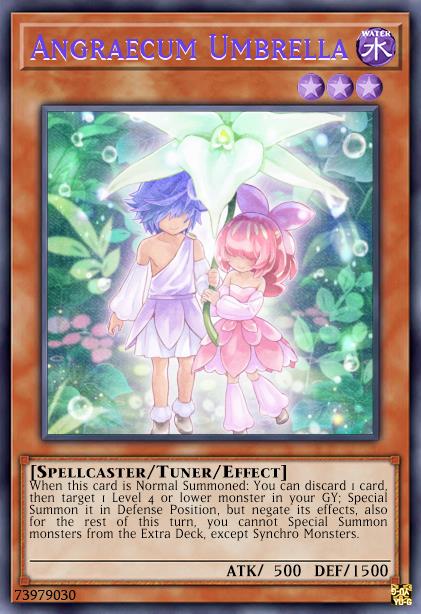 Angraecum Umbrella
WATER
水
[Spellcaster/Tuner/Effect]
When this card is Normal Summoned: You can discard 1 card,
then target 1 Level 4 or lower monster in your GY; Special
Summon it in Defense Position, but negate its effects, also
for the rest of this turn, you cannot Special Summon
monsters from the Extra Deck, except Synchro Monsters.
ATK/ 500 DEF/1500
73979030